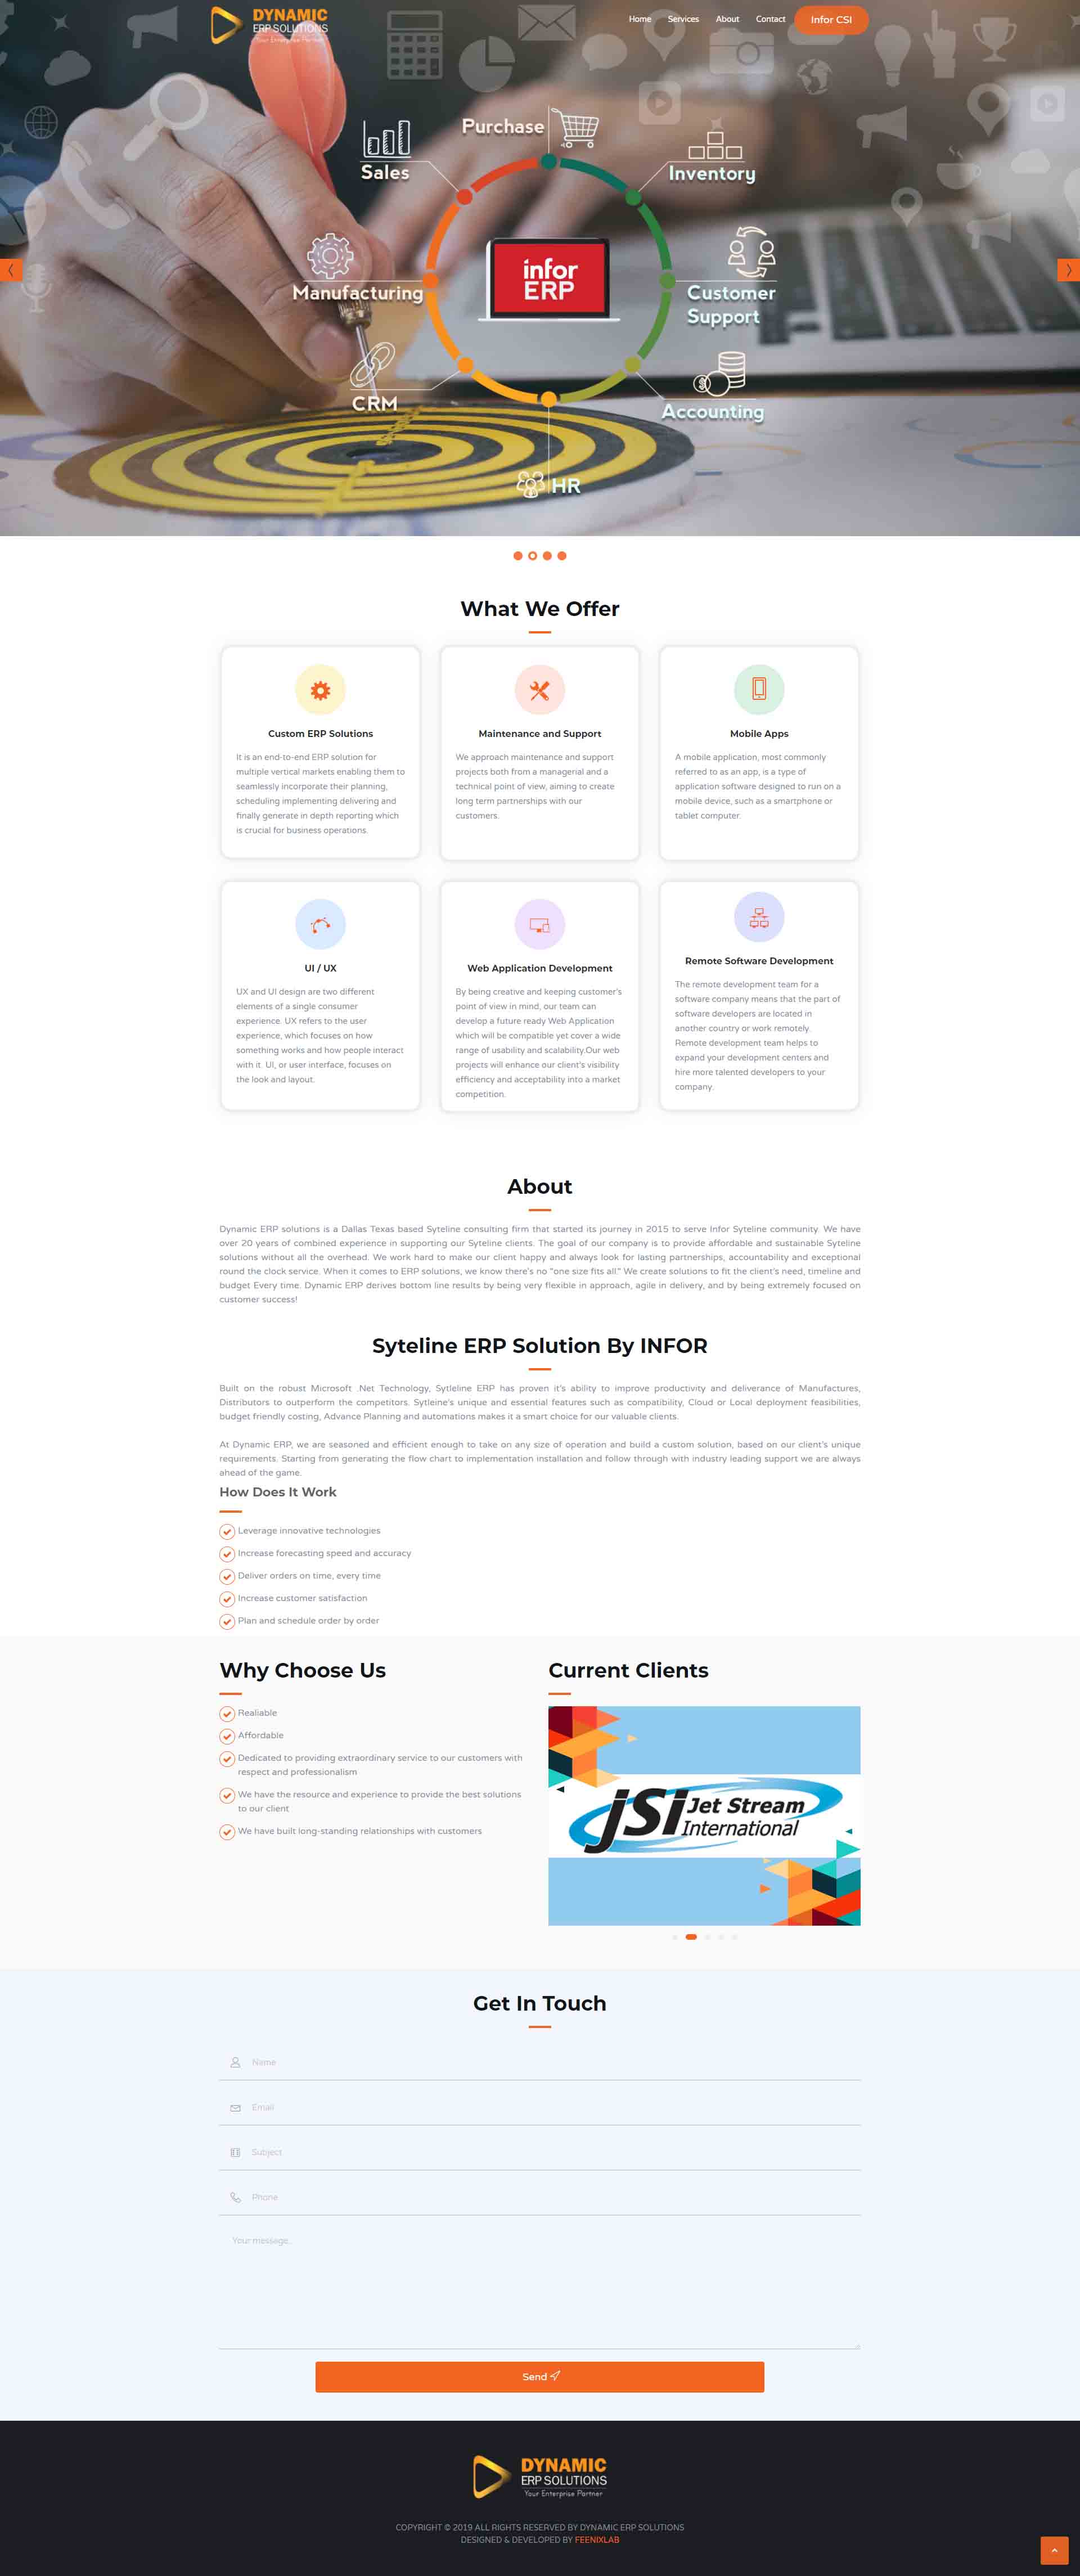 DYNAMIC
ERP SOLUTIONS
Your Enterprise Partner
Home
Services
About
Contact
Infor CSI
Purchase
Sales
Inventory
infor
ERP
Manufacturing
Customer
Support
CRM
Accounting
HR
What We Offer
Custom ERP Solutions
It is an end-to-end ERP solution for
multiple vertical markets enabling them to
seamlessly incorporate their planning,
scheduling implementing delivering and
finally generate in depth reporting which
is crucial for business operations.
Maintenance and Support
We approach maintenance and support
projects both from a managerial and a
technical point of view, aiming to create
long term partnerships with our
customers.
Mobile Apps
A mobile application, most commonly
referred to as an app, is a type of
application software designed to run on a
mobile device, such as a smartphone or
tablet computer.
UI / UX
UX and UI design are two different
elements of a single consumer
experience. UX refers to the user
experience, which focuses on how
something works and how people interact
with it. UI, or user interface, focuses on
the look and layout.
Web Application Development
By being creative and keeping customer's
point of view in mind, our team can
develop a future ready Web Application
which will be compatible yet cover a wide
range of usability and scalability.Our web
projects will enhance our client's visibility
efficiency and acceptability into a market
competition.
Remote Software Development
The remote development team for a
software company means that the part of
software developers are located in
another country or work remotely.
Remote development team helps to
expand your development centers and
hire more talented developers to your
company.
About
Dynamic ERP solutions is a Dallas Texas based Syteline consulting firm that started its journey in 2015 to serve Infor Syteline community. We have
over 20 years of combined experience in supporting our Syteline clients. The goal of our company is to provide affordable and sustainable Syteline
solutions without all the overhead. We work hard to make our client happy and always look for lasting partnerships, accountability and exceptional
round the clock service. When it comes to ERP solutions, we know there's no "one size fits all." We create solutions to fit the client's need, timeline and
budget Every time. Dynamic ERP derives bottom line results by being very flexible in approach, agile in delivery, and by being extremely focused on
customer success!
Syteline ERP Solution By INFOR
Built on the robust Microsoft .Net Technology, Sytleline ERP has proven it's ability to improve productivity and deliverance of Manufactures,
Distributors to outperform the competitors. Sytleine's unique and essential features such as compatibility, Cloud or Local deployment feasibilities,
budget friendly costing, Advance Planning and automations makes it a smart choice for our valuable clients.
At Dynamic ERP, we are seasoned and efficient enough to take on any size of operation and build a custom solution, based on our client's unique
requirements. Starting from generating the flow chart to implementation installation and follow through with industry leading support we are always
ahead of the game.
How Does It Work
Leverage innovative technologies
Increase forecasting speed and accuracy
Deliver orders on time, every time
Increase customer satisfaction
Plan and schedule order by order
Why Choose Us
Realiable
Affordable
Dedicated to providing extraordinary service to our customers with
respect and professionalism
We have the resource and experience to provide the best solutions
to our client
We have built long-standing relationships with customers
Current Clients
jsi Jet Stream
International
Get In Touch
Name
Email
Subject
Phone
Your message..
Send
DYNAMIC
ERP SOLUTIONS
Your Enterprise Partner
COPYRIGHT © 2019 ALL RIGHTS RESERVED BY DYNAMIC ERP SOLUTIONS
DESIGNED & DEVELOPED BY FEENIXLAB